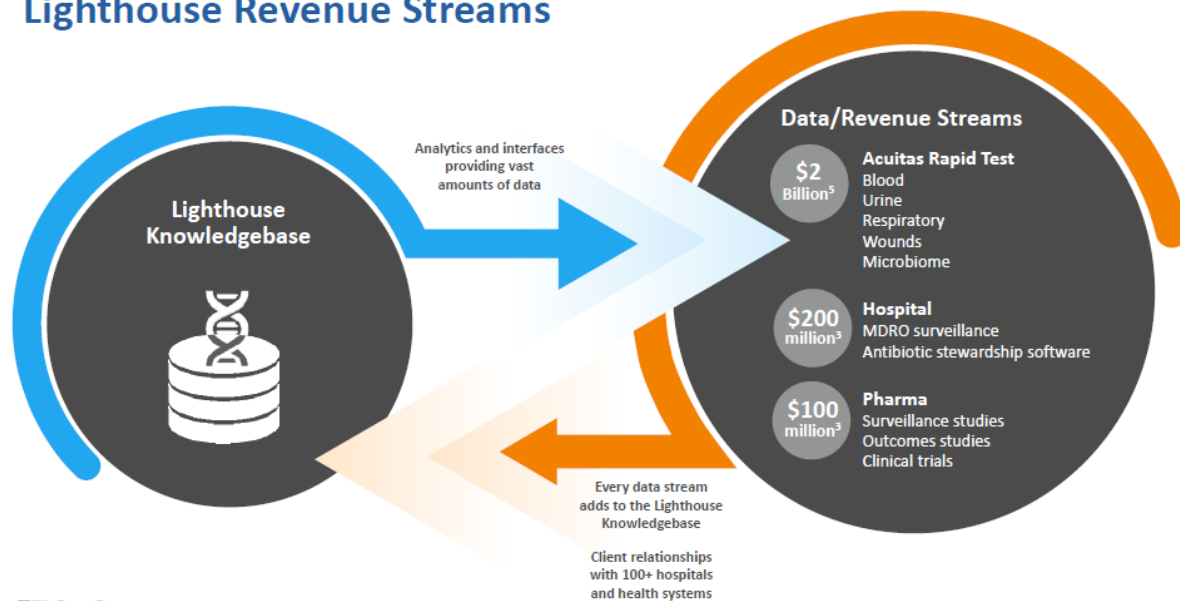 Lighthouse Revenue Streams
Analytics and interfaces
providing vast
amounts of data
Lighthouse
Knowledgebase
Data/Revenue Streams
$2
Billion⁵
Acuitas Rapid Test
Blood
Urine
Respiratory
Wounds
Microbiome
$200
million³
Hospital
MDRO surveillance
Antibiotic stewardship software
$100
million³
Pharma
Surveillance studies
Outcomes studies
Clinical trials
Every data stream
adds to the Lighthouse
Knowledgebase
Client relationships
with 100+ hospitals
and health systems